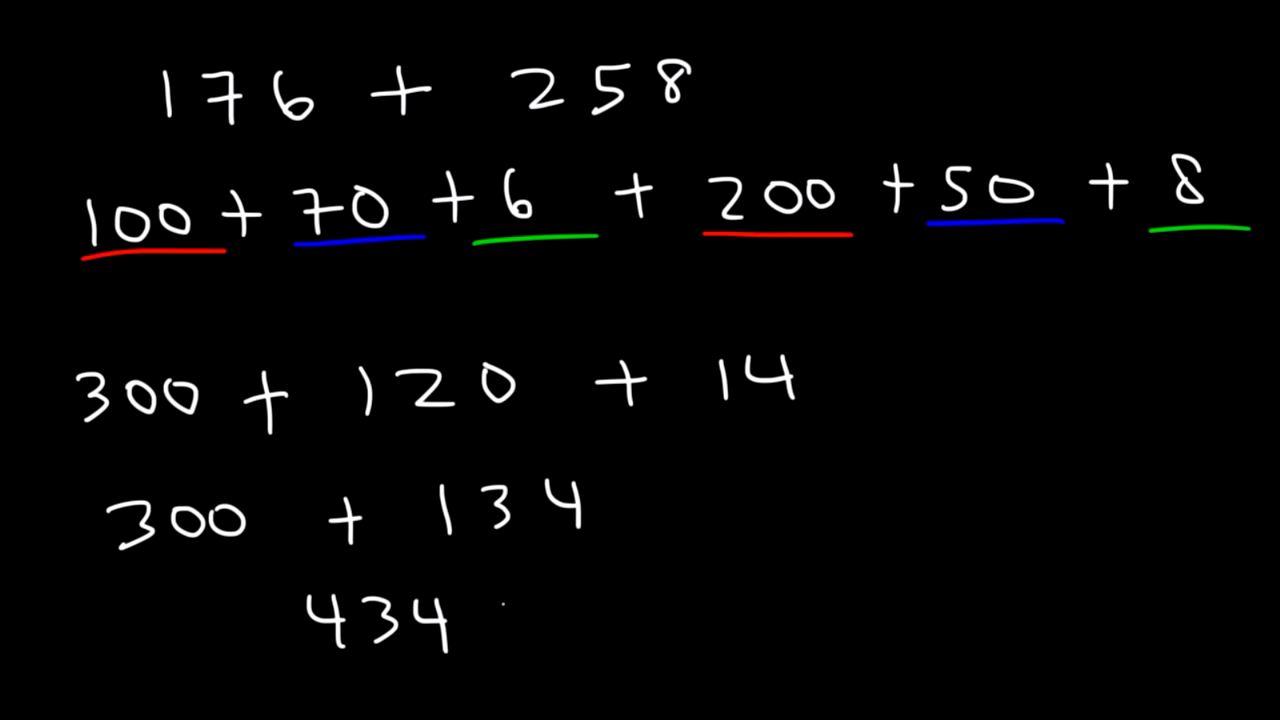 176 + 258
100 + 70 + 6 + 200 + 50 + 8
300 + 120 + 14
300 + 134
434